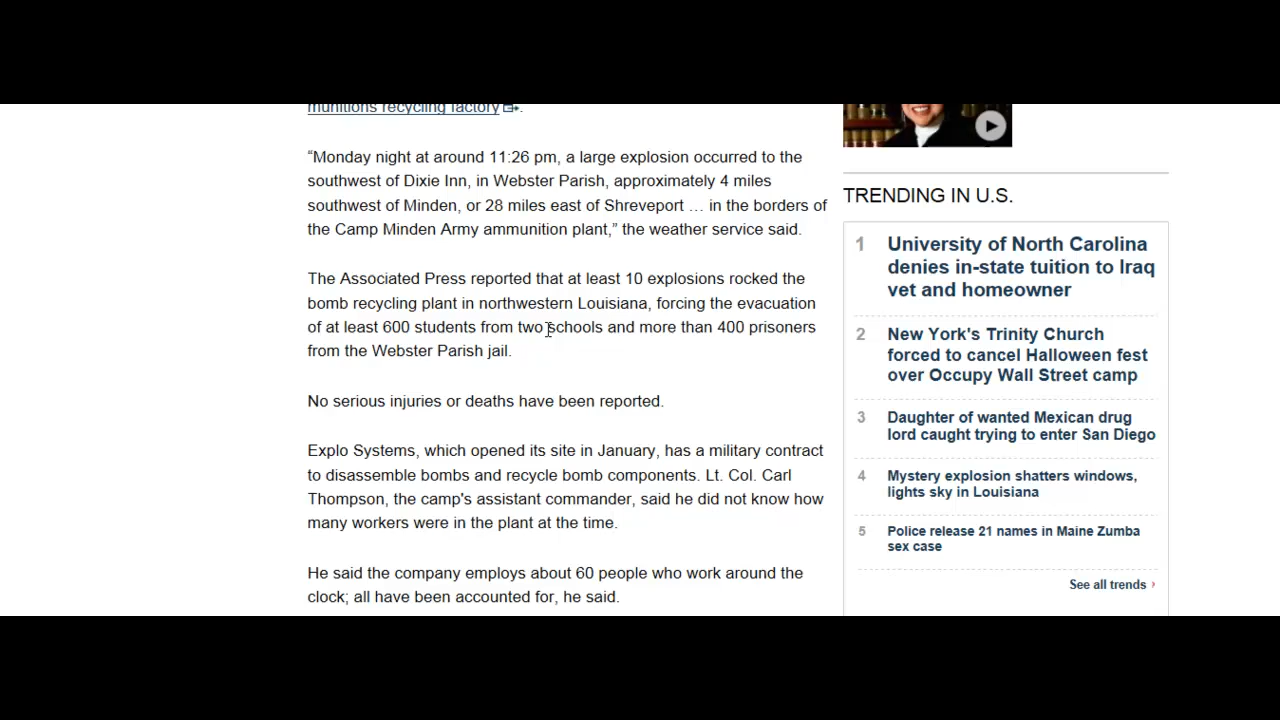 munitions recycling factory.
“Monday night at around 11:26 pm, a large explosion occurred to the
southwest of Dixie Inn, in Webster Parish, approximately 4 miles
southwest of Minden, or 28 miles east of Shreveport … in the borders of
the Camp Minden Army ammunition plant,” the weather service said.
The Associated Press reported that at least 10 explosions rocked the
bomb recycling plant in northwestern Louisiana, forcing the evacuation
of at least 600 students from two schools and more than 400 prisoners
from the Webster Parish jail.
No serious injuries or deaths have been reported.
Explo Systems, which opened its site in January, has a military contract
to disassemble bombs and recycle bomb components. Lt. Col. Carl
Thompson, the camp's assistant commander, said he did not know how
many workers were in the plant at the time.
He said the company employs about 60 people who work around the
clock; all have been accounted for, he said.
TRENDING IN U.S.
1 University of North Carolina
denies in-state tuition to Iraq
vet and homeowner
2 New York's Trinity Church
forced to cancel Halloween fest
over Occupy Wall Street camp
3 Daughter of wanted Mexican drug
lord caught trying to enter San Diego
4 Mystery explosion shatters windows,
lights sky in Louisiana
5 Police release 21 names in Maine Zumba
sex case
See all trends ›